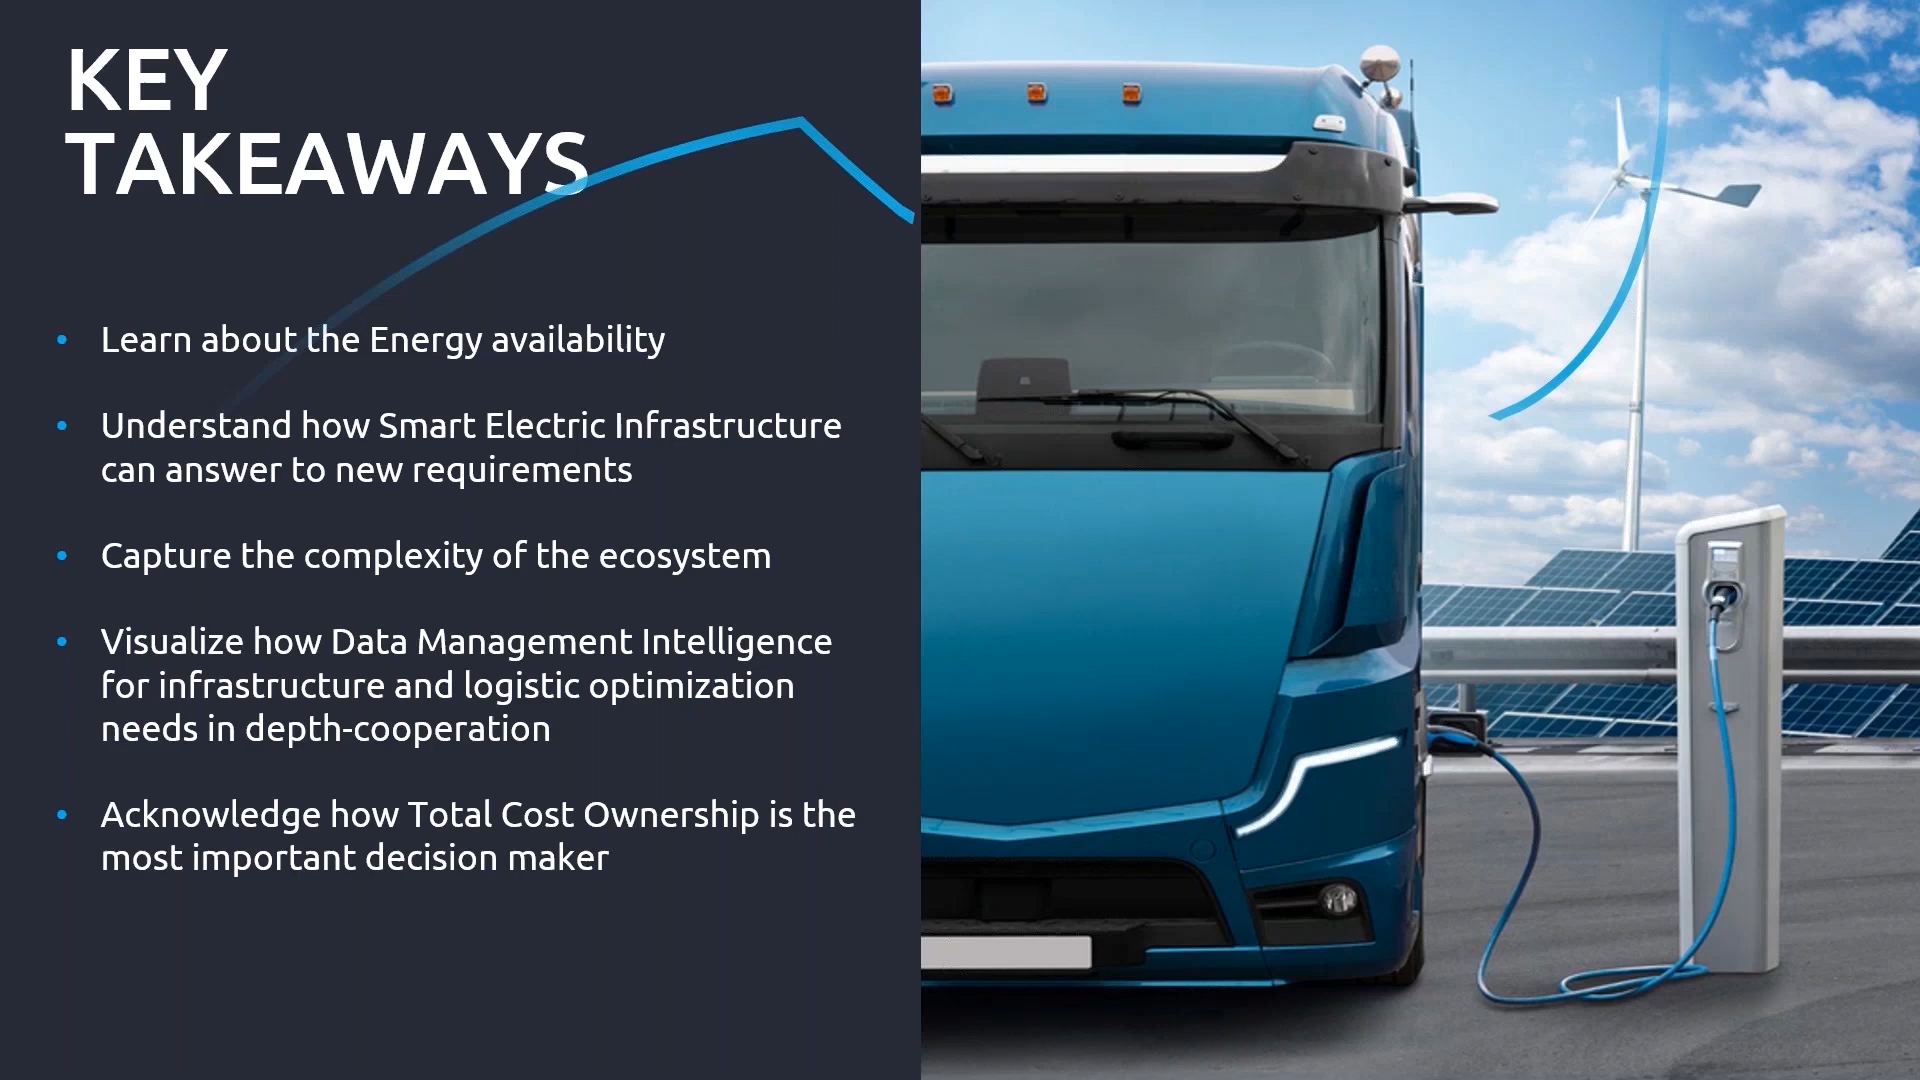 KEY
TAKEAWAYS
• Learn about the Energy availability
• Understand how Smart Electric Infrastructure
can answer to new requirements
• Capture the complexity of the ecosystem
• Visualize how Data Management Intelligence
for infrastructure and logistic optimization
needs in depth-cooperation
• Acknowledge how Total Cost Ownership is the
most important decision maker